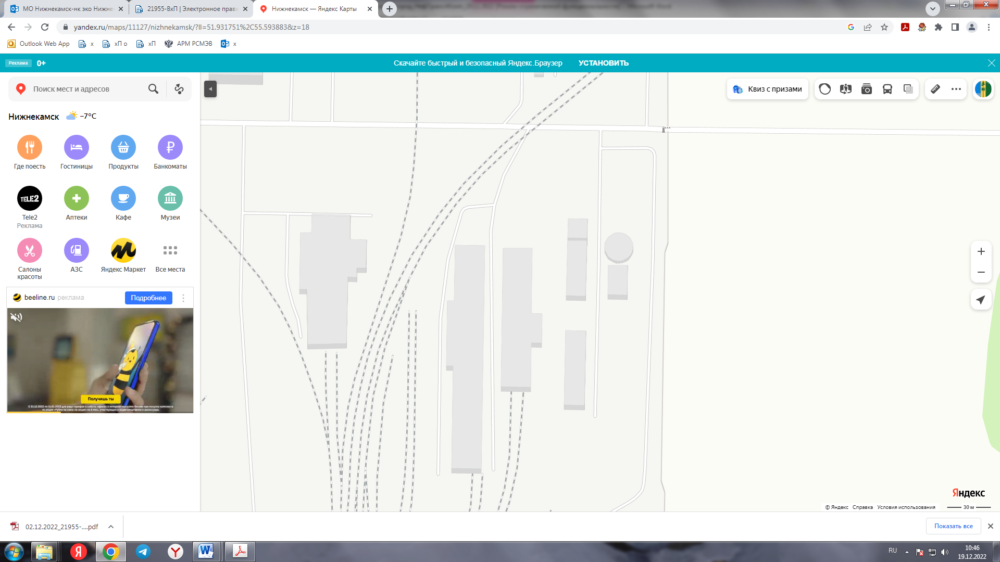 МО Нижнекамск-нк эко Нижне
21955-ВхП | Электронное прави
Нижнекамск — Яндекс Карты
yandex.ru/maps/11127/nizhnekamsk/?ll=51.931751%2C55.593883&z=18
Outlook Web App
x
xП о
xП
АРМ РСМЭВ
x
Реклама
0+
Скачайте быстрый и безопасный Яндекс.Браузер
УСТАНОВИТЬ
Поиск мест и адресов
Квиз с призами
Нижнекамск
−7°C
Где поесть
Гостиницы
Продукты
Банкоматы
TELE2
Tele2
Реклама
Аптеки
Кафе
Музеи
Салоны
красоты
АЗС
Яндекс Маркет
Все места
beeline.ru реклама
Подробнее
Получишь ты
Яндекс
© Яндекс Справка Условия использования
30 м
02.12.2022_21955-....pdf
Показать все
RU
10:46
19.12.2022